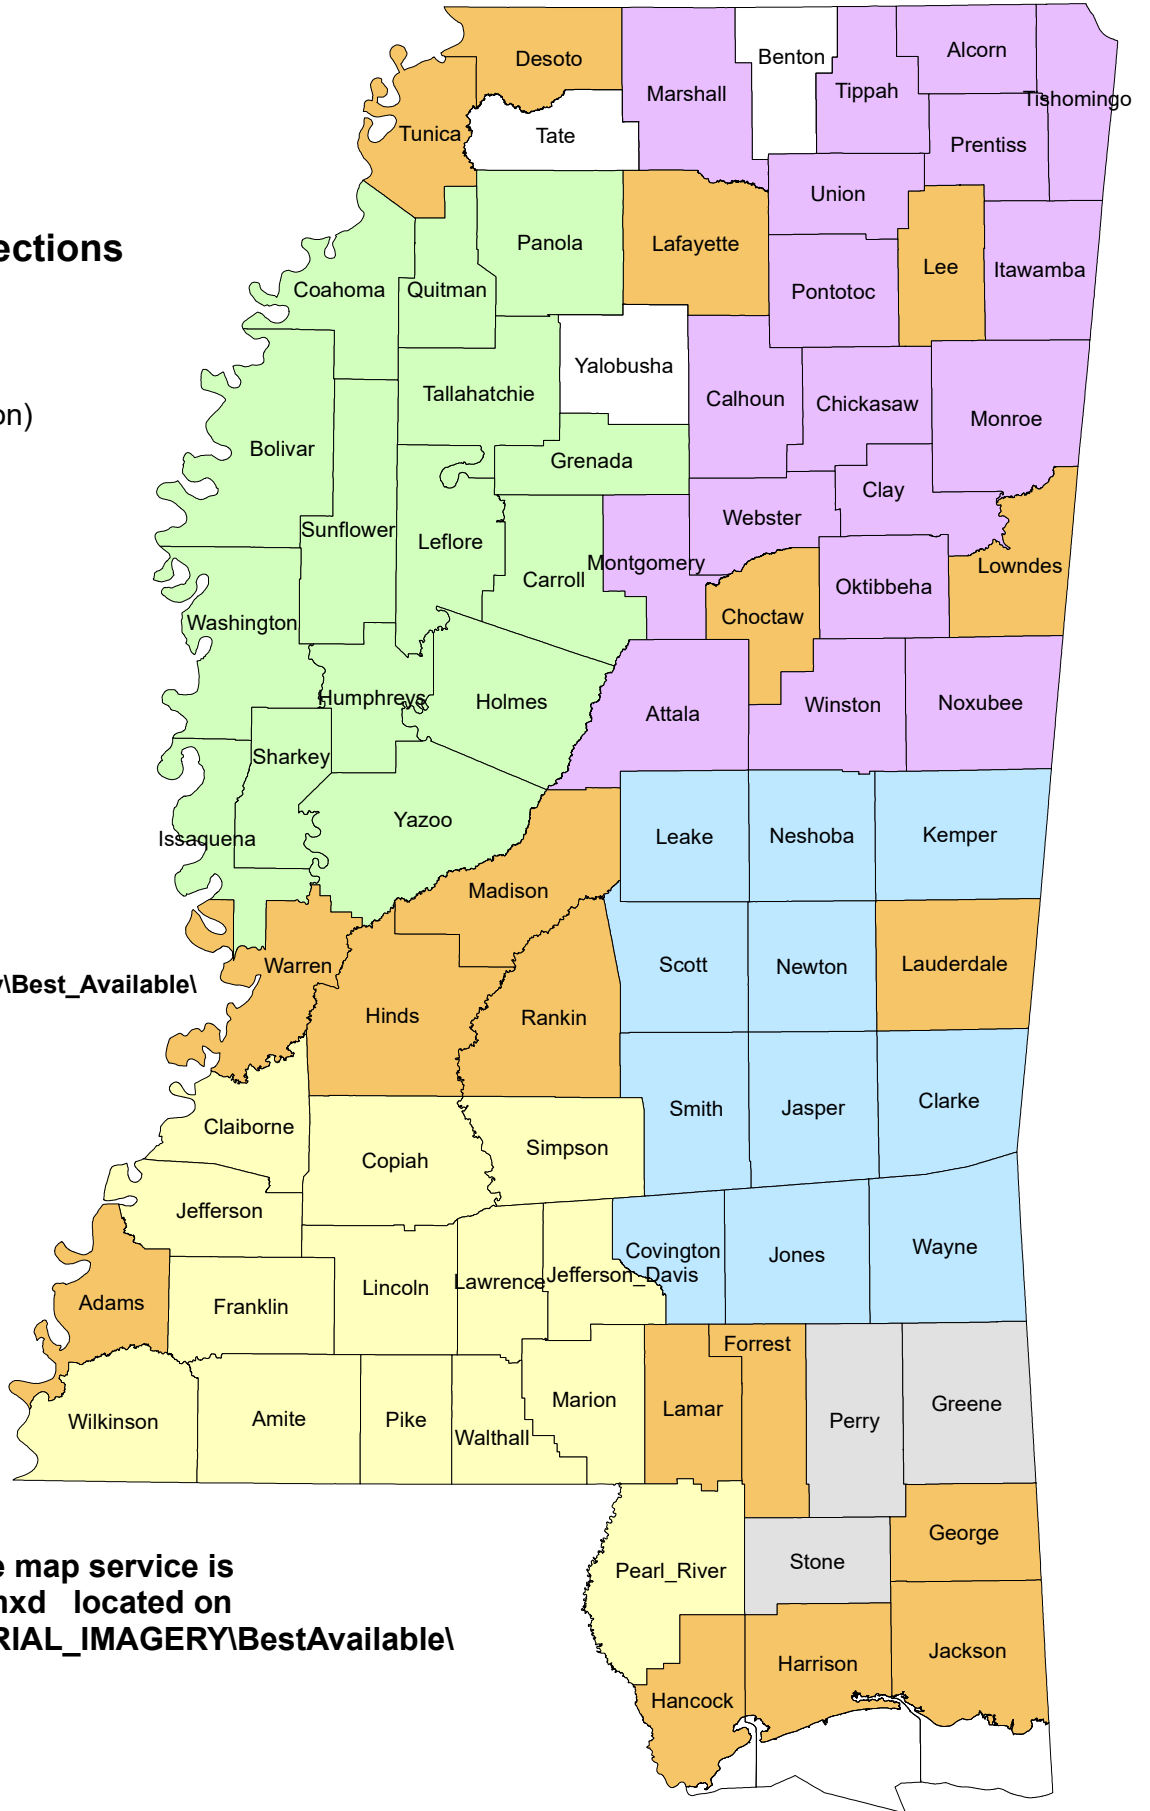 Desoto
Marshall
Benton
Tippah
Alcorn
Tishomingo
Tunica
Tate
Prentiss
Union
ections
Panola
Lafayette
Lee
Itawamba
Coahoma
Quitman
Pontotoc
Yalobusha
Tallahatchie
Calhoun
Chickasaw
Monroe
on)
Bolivar
Grenada
Clay
Sunflower
Leflore
Webster
Carroll
Montgomery
Lowndes
Oktibbeha
Choctaw
Washington
Humphreys
Holmes
Attala
Winston
Noxubee
Sharkey
Yazoo
Issaquena
Leake
Neshoba
Kemper
Madison
Warren
Scott
Newton
Lauderdale
\Best_Available\
Hinds
Rankin
Smith
Jasper
Clarke
Claiborne
Copiah
Simpson
Jefferson
Covington
Jones
Wayne
Lawrence
Jefferson_Davis
Lincoln
Adams
Franklin
Forrest
Wilkinson
Amite
Pike
Walthall
Marion
Lamar
Perry
Greene
George
e map service is
nxd located on
RIAL_IMAGERY\BestAvailable\
Pearl_River
Stone
Harrison
Jackson
Hancock